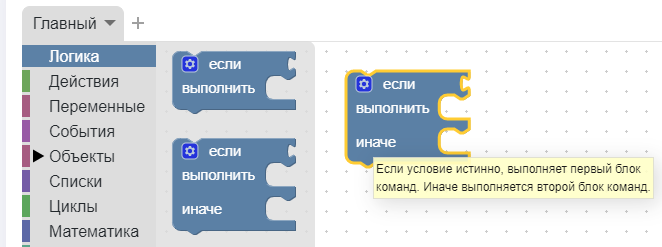 Главный
Логика
Действия
Переменные
События
Объекты
Списки
Циклы
Математика
если
выполнить
если
выполнить
иначе
если
выполнить
иначе
Если условие истинно, выполняет первый блок
команд. Иначе выполняется второй блок команд.